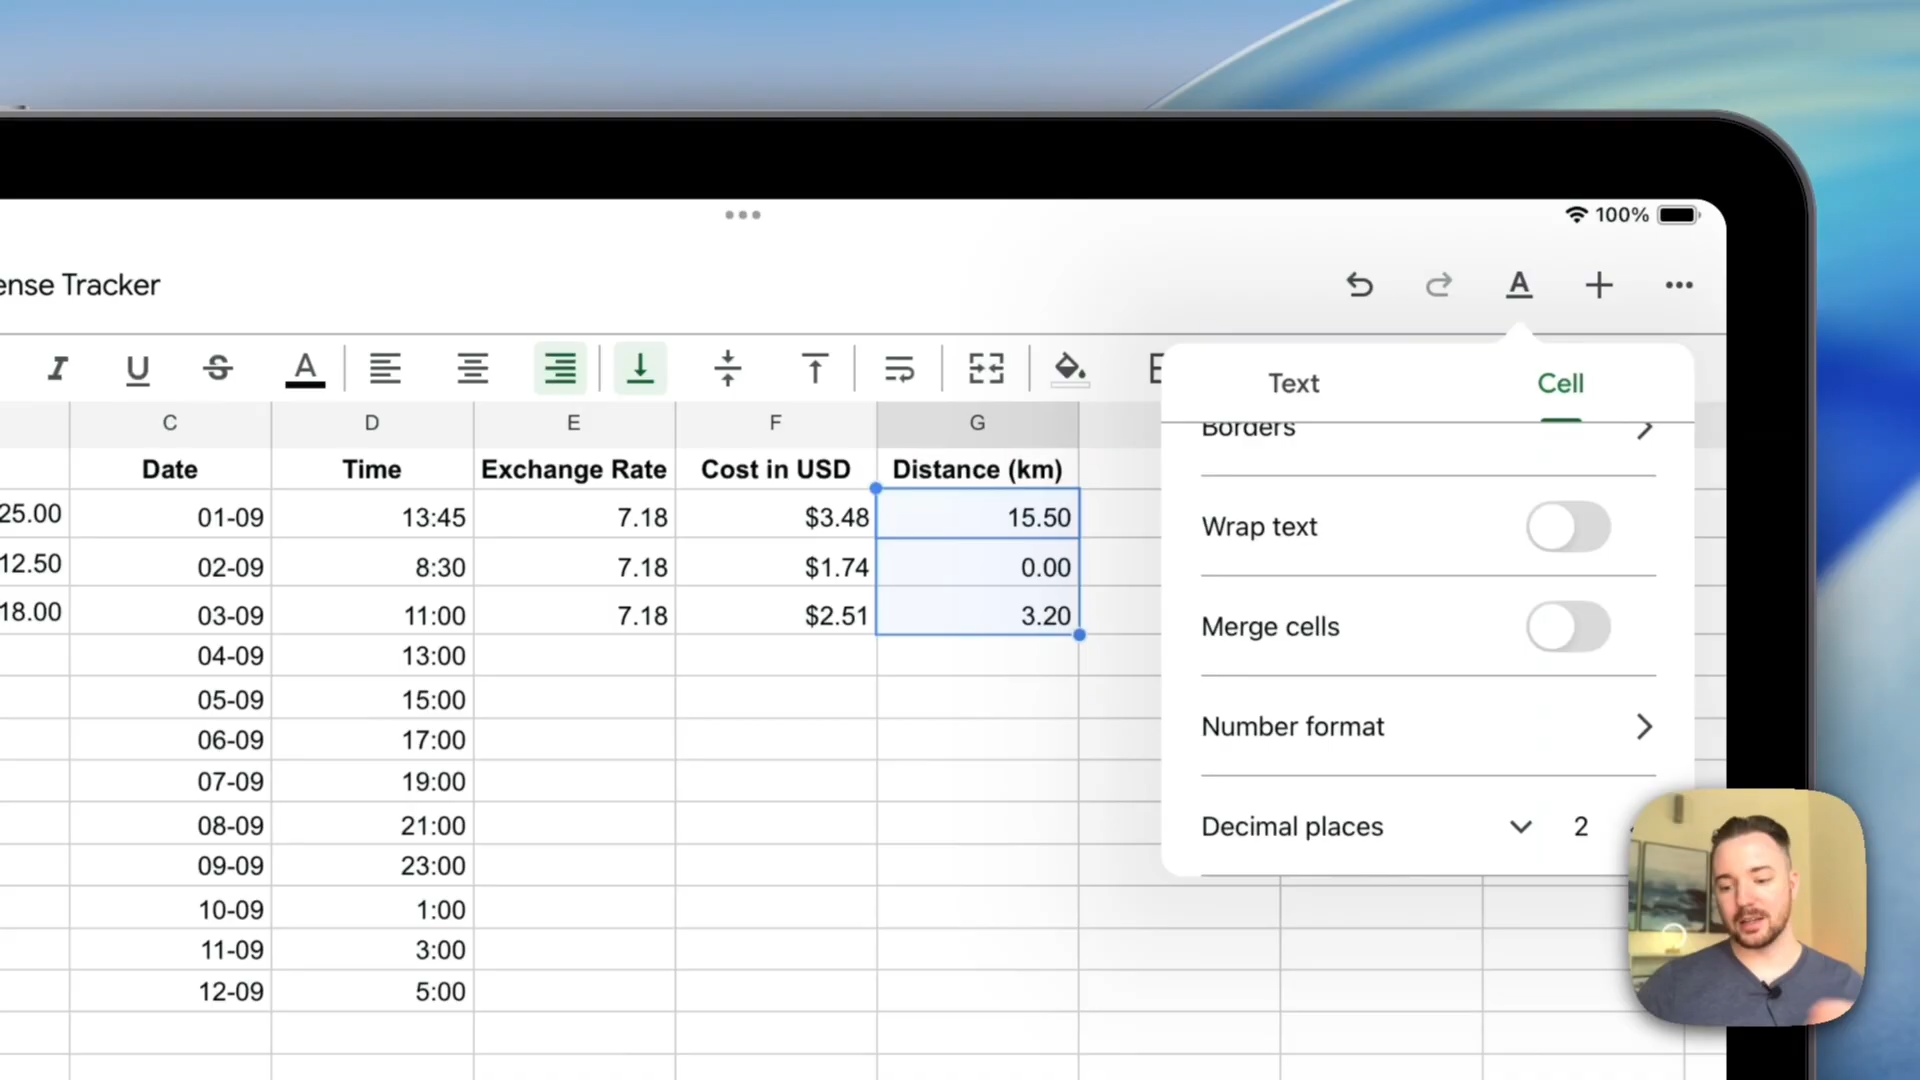 100%
ense Tracker
I U S A A
Text Cell
C D E F G
Borders
Date Time Exchange Rate Cost in USD Distance (km)
25.00 01-09 13:45 7.18 $3.48 15.50
Wrap text
12.50 02-09 8:30 7.18 $1.74 0.00
18.00 03-09 11:00 7.18 $2.51 3.20
Merge cells
04-09 13:00
05-09 15:00
Number format
06-09 17:00
07-09 19:00
08-09 21:00
Decimal places 2
09-09 23:00
10-09 1:00
11-09 3:00
12-09 5:00